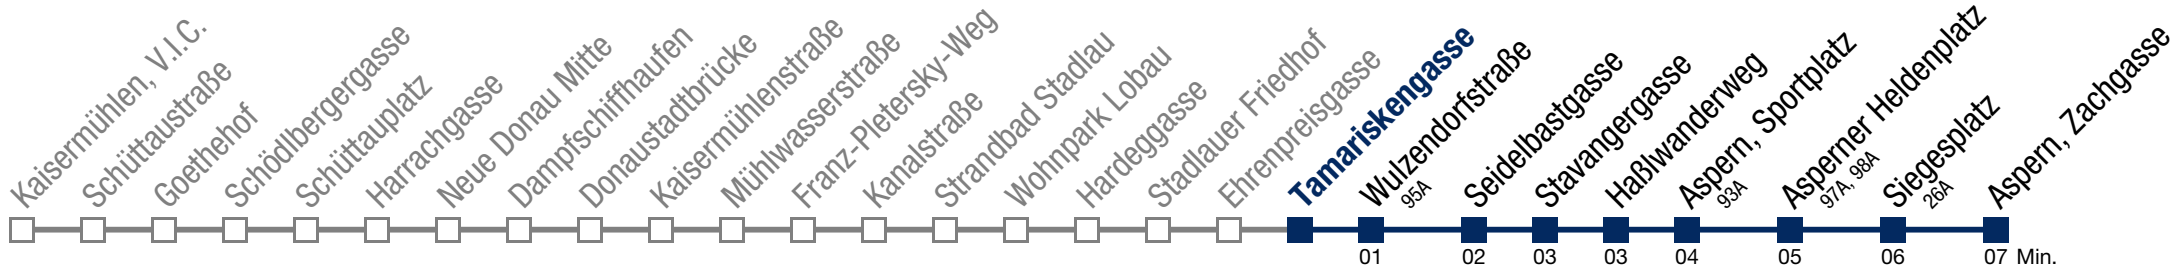 Kaisermühlen, V.I.C.
Schüttaustraße
Goethehof
Schödlbergergasse
Schüttauplatz
Harrachgasse
Neue Donau Mitte
Dampfschiffhaufen
Donaustadtbrücke
Kaisermühlenstraße
Mühlwasserstraße
Franz-Pletersky-Weg
Kanalstraße
Strandbad Stadlau
Wohnpark Lobau
Hardeggasse
Stadlauer Friedhof
Ehrenpreisgasse
Tamariskengasse
Wulzendorfstraße
95A
Seidelbastgasse
Stavangergasse
Haßlwanderweg
Aspern, Sportplatz
93A
Asperner Heldenplatz
97A, 98A
Siegesplatz
26A
Aspern, Zachgasse
01 02 03 03 04 05 06 07 Min.